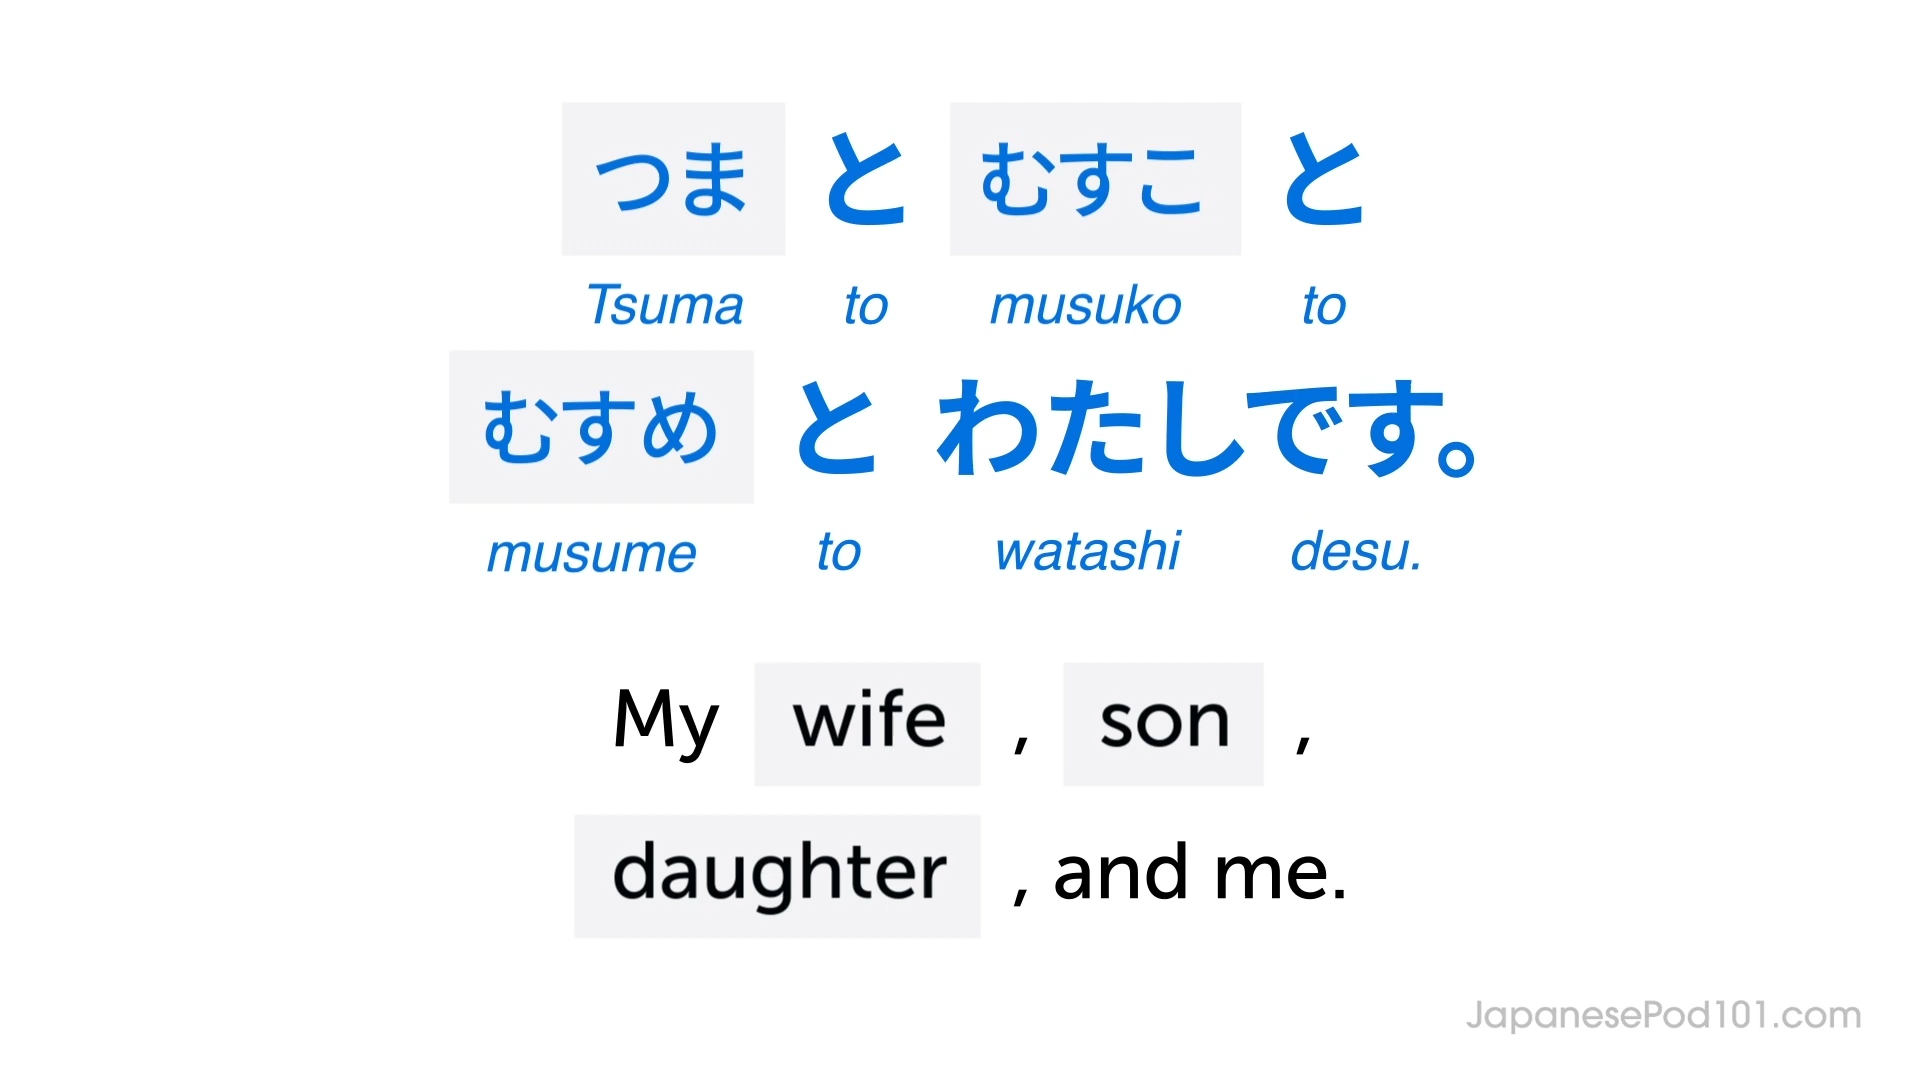 つま と むすこ と
Tsuma to musuko to
むすめ と わたしです。
musume to watashi desu.
My wife , son ,
daughter , and me.
JapanesePod101.com